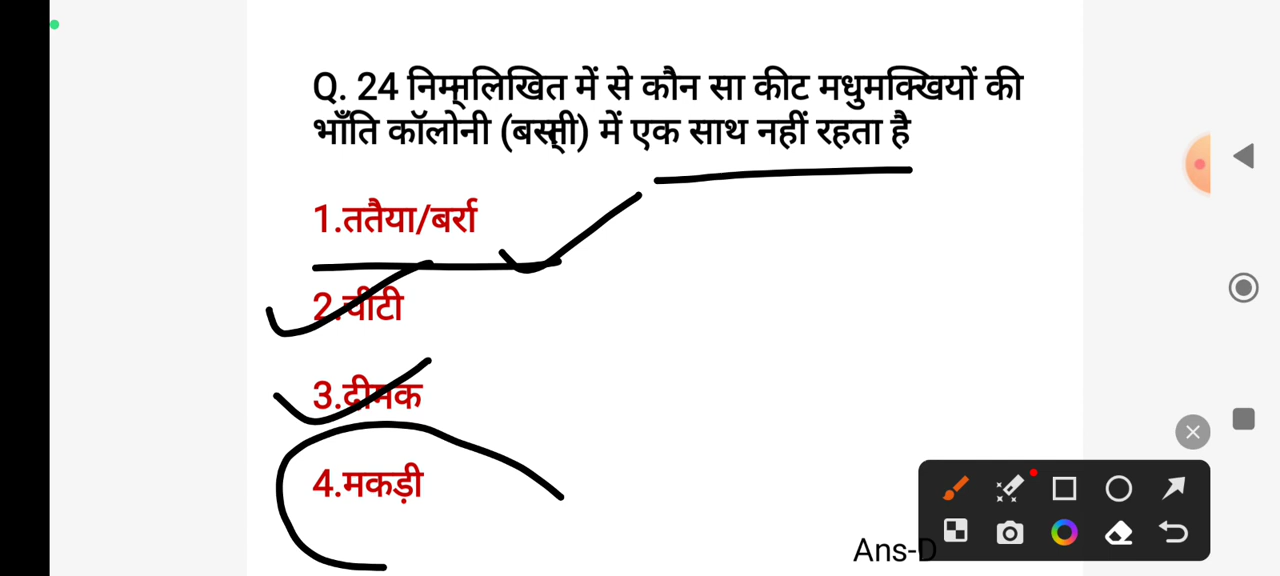 Q. 24 निम्नलिखित में से कौन सा कीट मधुमक्खियों की
भाँति कॉलोनी (बस्ती) में एक साथ नहीं रहता है
1.ततैया/बर्रा
2.चीटी
3.दीमक
4.मकड़ी
Ans-D